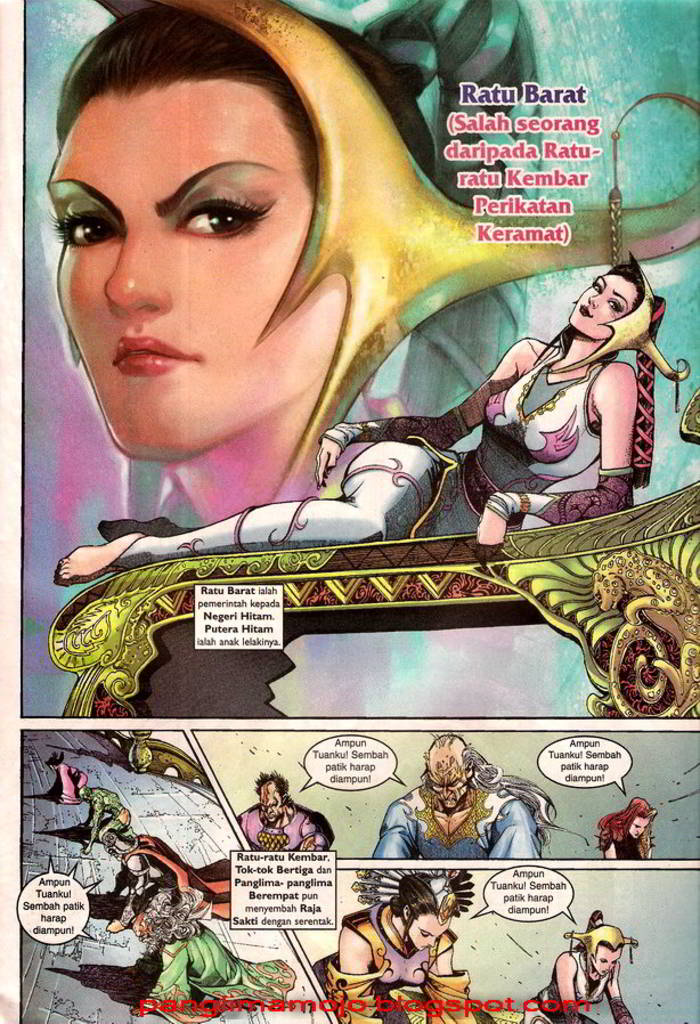 Ratu Barat
(Salah seorang
daripada Ratu-
ratu Kembar
Perikatan
Keramat)
Ratu Barat ialah
pemerintah kepada
Negeri Hitam.
Putera Hitam
ialah anak lelakinya.
Ampun
Tuanku! Sembah
patik harap
diampun!
Ampun
Tuanku! Sembah
patik harap
diampun!
Ampun
Tuanku! Sembah
patik harap
diampun!
Ratu-ratu Kembar,
Tok-tok Bertiga dan
Panglima- panglima
Berempat pun
menyembah Raja
Sakti dengan serentak.
Ampun
Tuanku! Sembah
patik harap
diampun!
panglimamojo.blogspot.com